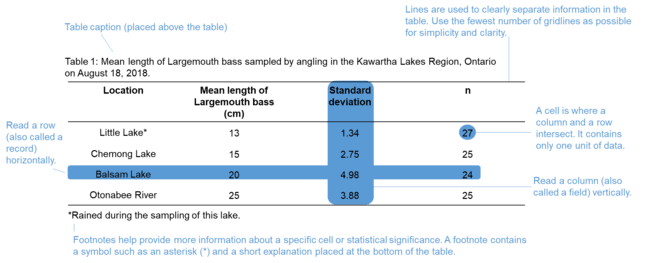 Lines are used to clearly separate information in the
table. Use the fewest number of gridlines as possible
for simplicity and clarity.
Table caption (placed above the table)
Table 1: Mean length of Largemouth bass sampled by angling in the Kawartha Lakes Region, Ontario
on August 18, 2018.
Location Mean length of Standard n
Largemouth bass deviation
(cm)
Little Lake* 13 1.34 27
Chemong Lake 15 2.75 25
Balsam Lake 20 4.98 24
Otonabee River 25 3.88 25
*Rained during the sampling of this lake.
Read a row
(also called a
record)
horizontally.
A cell is where a
column and a row
intersect. It contains
only one unit of data.
Read a column (also
called a field) vertically.
Footnotes help provide more information about a specific cell or statistical significance. A footnote contains
a symbol such as an asterisk (*) and a short explanation placed at the bottom of the table.